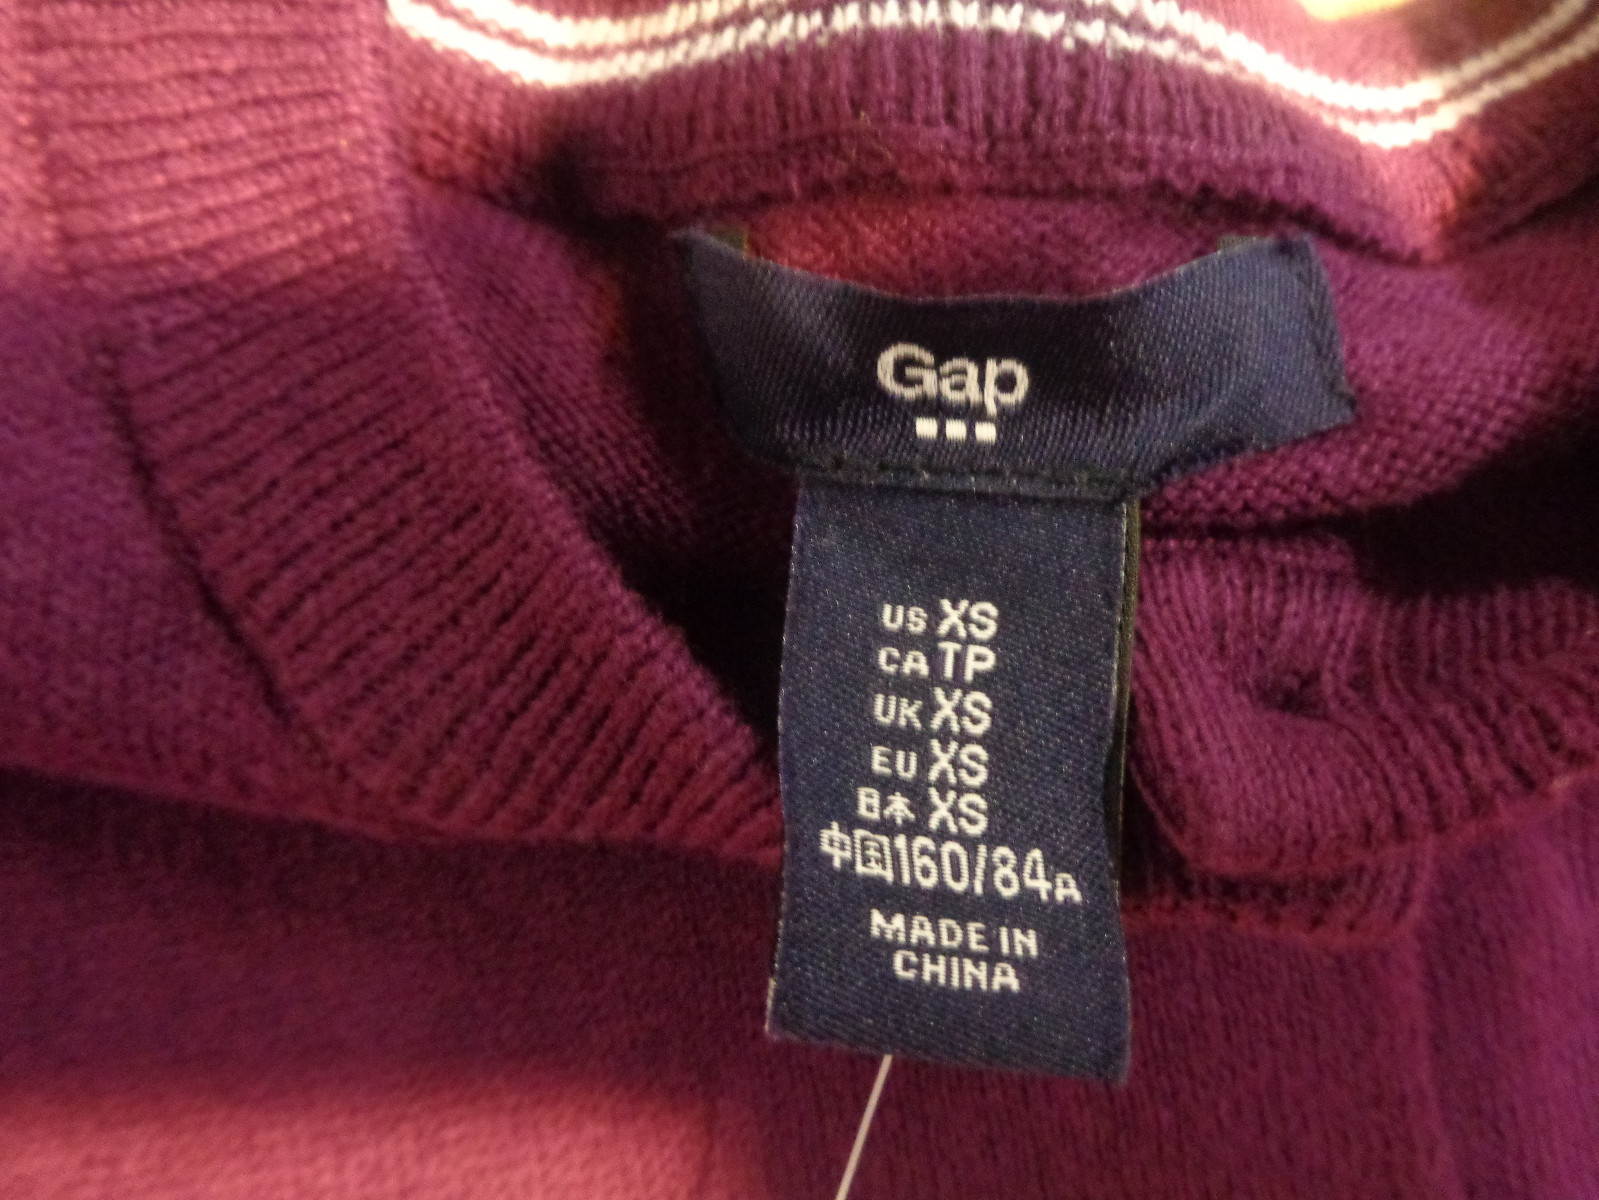 Gap
US XS
CA TP
UK XS
EU XS
日本 XS
中国160/84A
MADE IN
CHINA